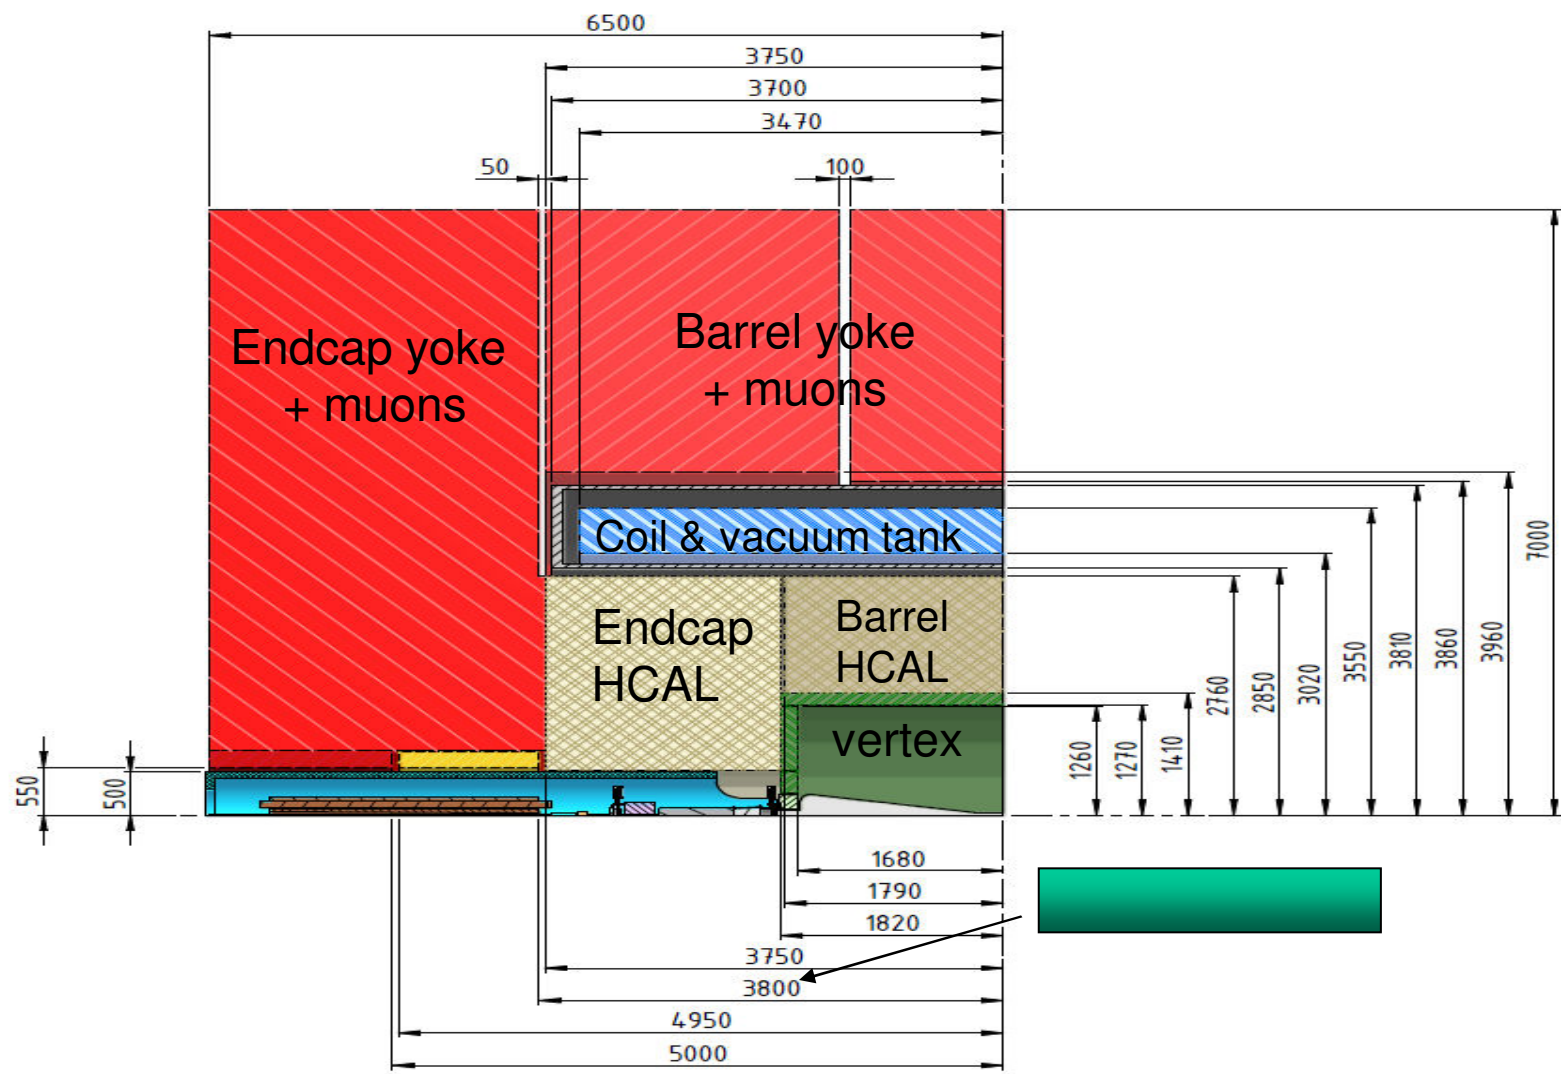 6500
3750
3700
3470
50
100
Endcap yoke
+ muons
Barrel yoke
+ muons
Coil & vacuum tank
Endcap
HCAL
Barrel
HCAL
vertex
550
500
1260
1270
1410
2760
2850
3020
3550
3810
3860
3960
7000
1680
1790
1820
3750
3800
4950
5000